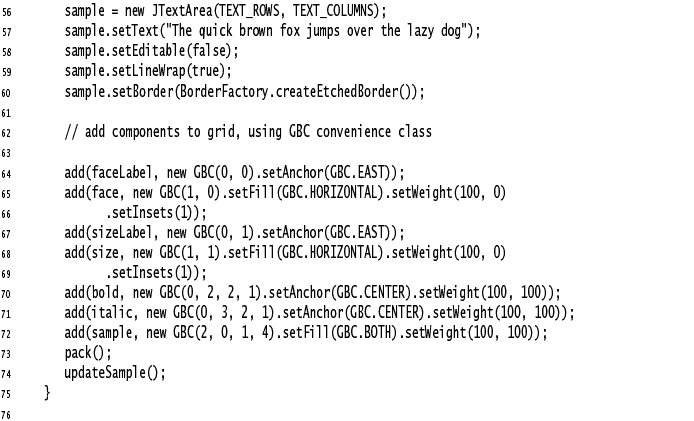 56 sample = new JTextArea(TEXT_ROWS, TEXT_COLUMNS);
57 sample.setText("The quick brown fox jumps over the lazy dog");
58 sample.setEditable(false);
59 sample.setLineWrap(true);
60 sample.setBorder(BorderFactory.createEtchedBorder());
61
62 // add components to grid, using GBC convenience class
63
64 add(faceLabel, new GBC(0, 0).setAnchor(GBC.EAST));
65 add(face, new GBC(1, 0).setFill(GBC.HORIZONTAL).setWeight(100, 0)
66 .setInsets(1));
67 add(sizeLabel, new GBC(0, 1).setAnchor(GBC.EAST));
68 add(size, new GBC(1, 1).setFill(GBC.HORIZONTAL).setWeight(100, 0)
69 .setInsets(1));
70 add(bold, new GBC(0, 2, 2, 1).setAnchor(GBC.CENTER).setWeight(100, 100));
71 add(italic, new GBC(0, 3, 2, 1).setAnchor(GBC.CENTER).setWeight(100, 100));
72 add(sample, new GBC(2, 0, 1, 4).setFill(GBC.BOTH).setWeight(100, 100));
73 pack();
74 updateSample();
75 }
76